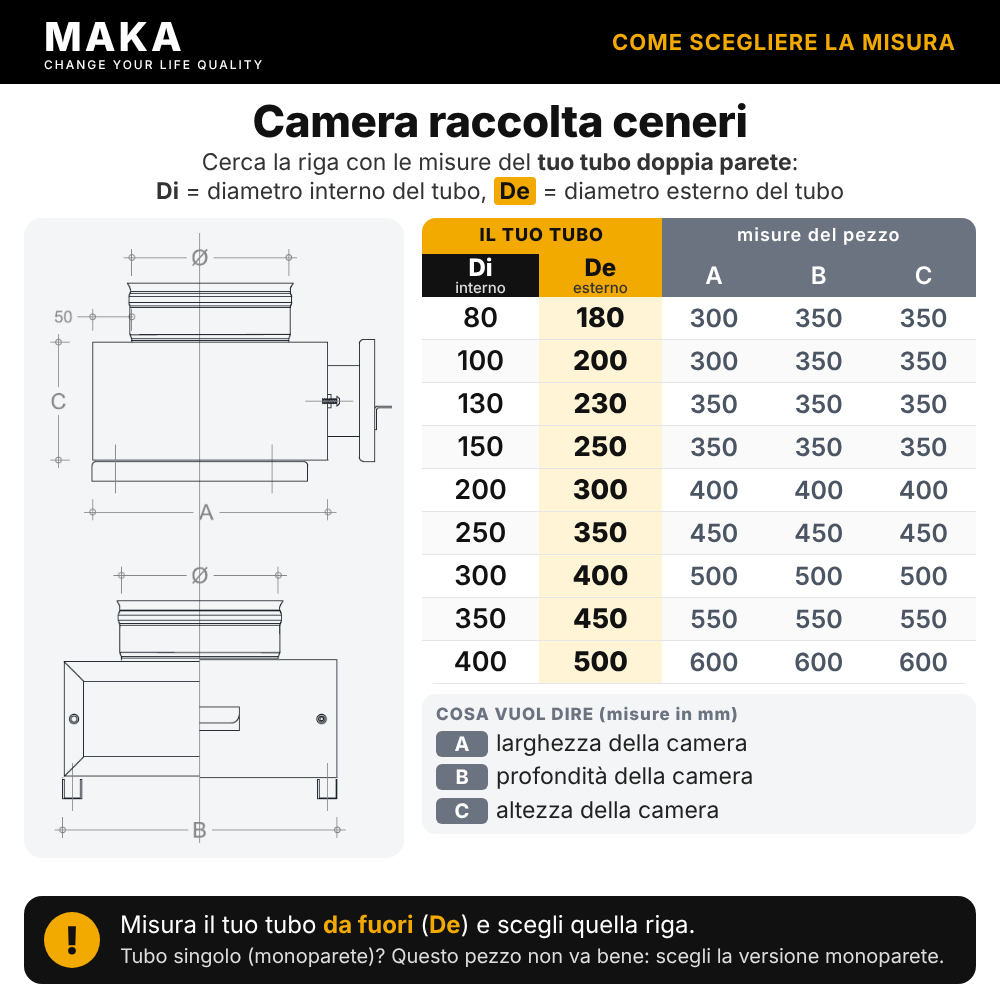 MAKA
CHANGE YOUR LIFE QUALITY
COME SCEGLIERE LA MISURA
Camera raccolta ceneri
Cerca la riga con le misure del tuo tubo doppia parete:
Di = diametro interno del tubo, De = diametro esterno del tubo
Ø
50
C
A
Ø
B
IL TUO TUBO misure del pezzo
Di De A B C
interno esterno
80 180 300 350 350
100 200 300 350 350
130 230 350 350 350
150 250 350 350 350
200 300 400 400 400
250 350 450 450 450
300 400 500 500 500
350 450 550 550 550
400 500 600 600 600
COSA VUOL DIRE (misure in mm)
A larghezza della camera
B profondità della camera
C altezza della camera
! Misura il tuo tubo da fuori (De) e scegli quella riga.
Tubo singolo (monoparete)? Questo pezzo non va bene: scegli la versione monoparete.